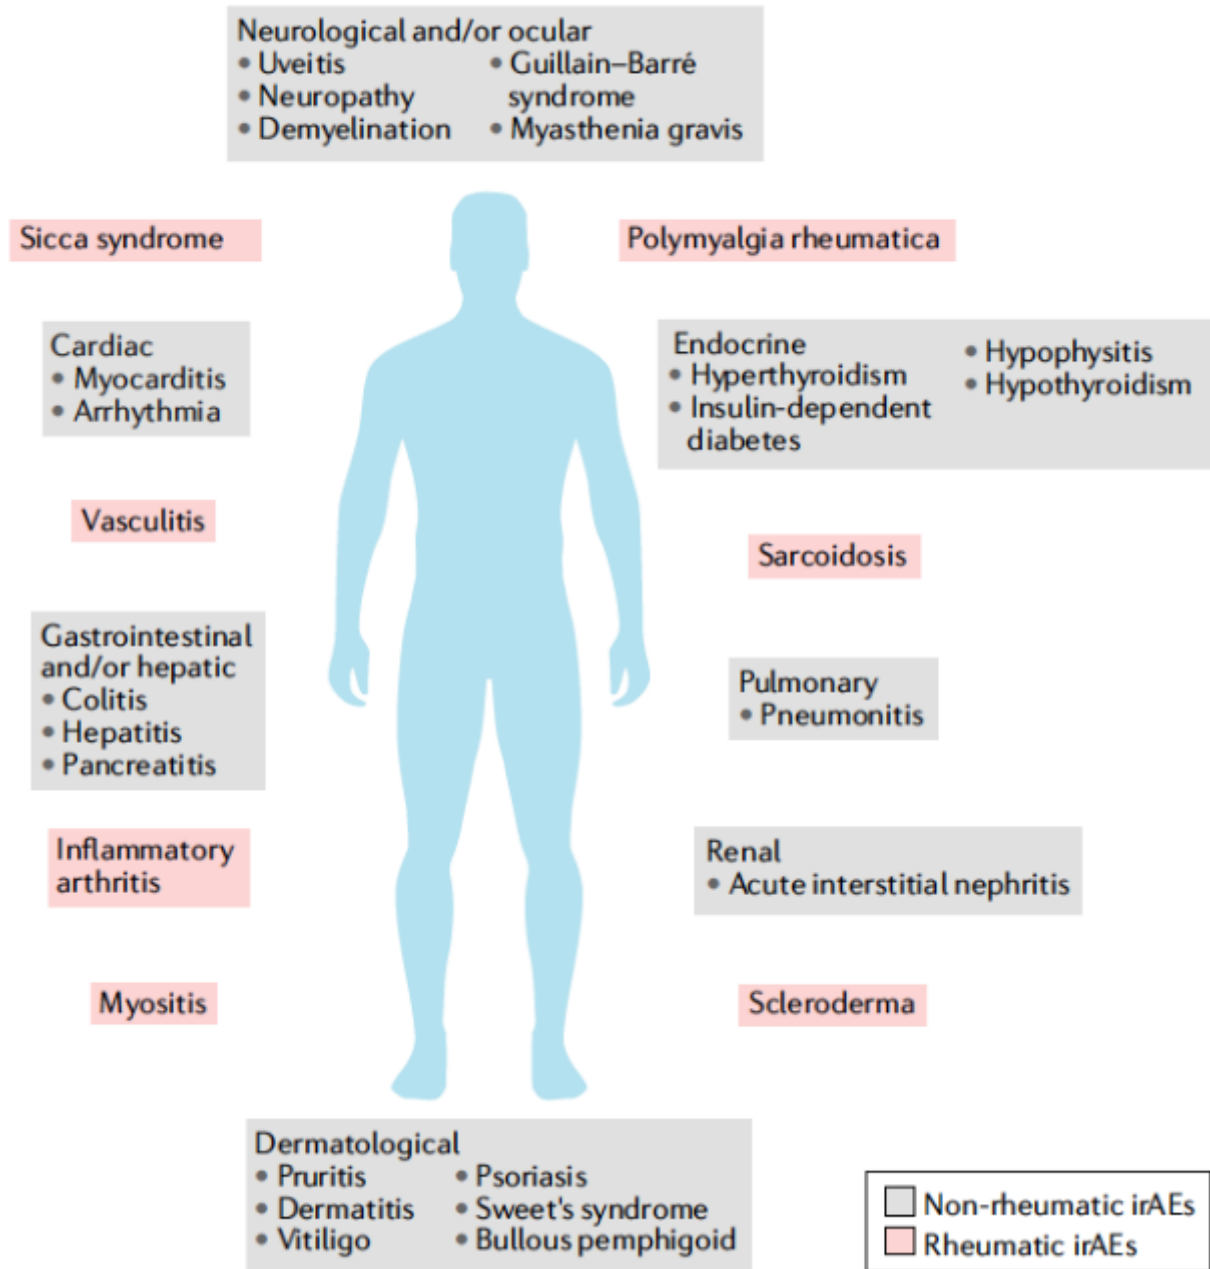 Neurological and/or ocular
• Uveitis
• Neuropathy
• Demyelination
• Guillain–Barré
syndrome
• Myasthenia gravis
Sicca syndrome
Polymyalgia rheumatica
Cardiac
• Myocarditis
• Arrhythmia
Endocrine
• Hyperthyroidism
• Insulin-dependent
diabetes
• Hypophysitis
• Hypothyroidism
Vasculitis
Sarcoidosis
Gastrointestinal
and/or hepatic
• Colitis
• Hepatitis
• Pancreatitis
Pulmonary
• Pneumonitis
Inflammatory
arthritis
Renal
• Acute interstitial nephritis
Myositis
Scleroderma
Dermatological
• Pruritis
• Dermatitis
• Vitiligo
• Psoriasis
• Sweet's syndrome
• Bullous pemphigoid
Non-rheumatic irAEs
Rheumatic irAEs